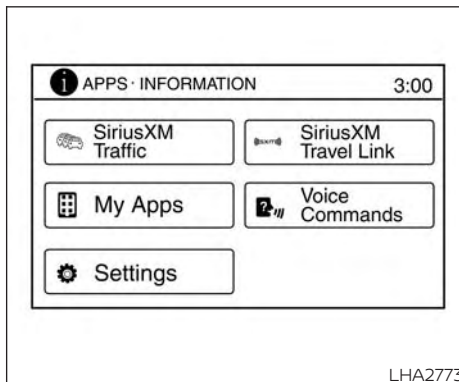 i APPS · INFORMATION 3:00
SiriusXM
Traffic
SiriusXM
Travel Link
My Apps
?
Voice
Commands
Settings
LHA2773